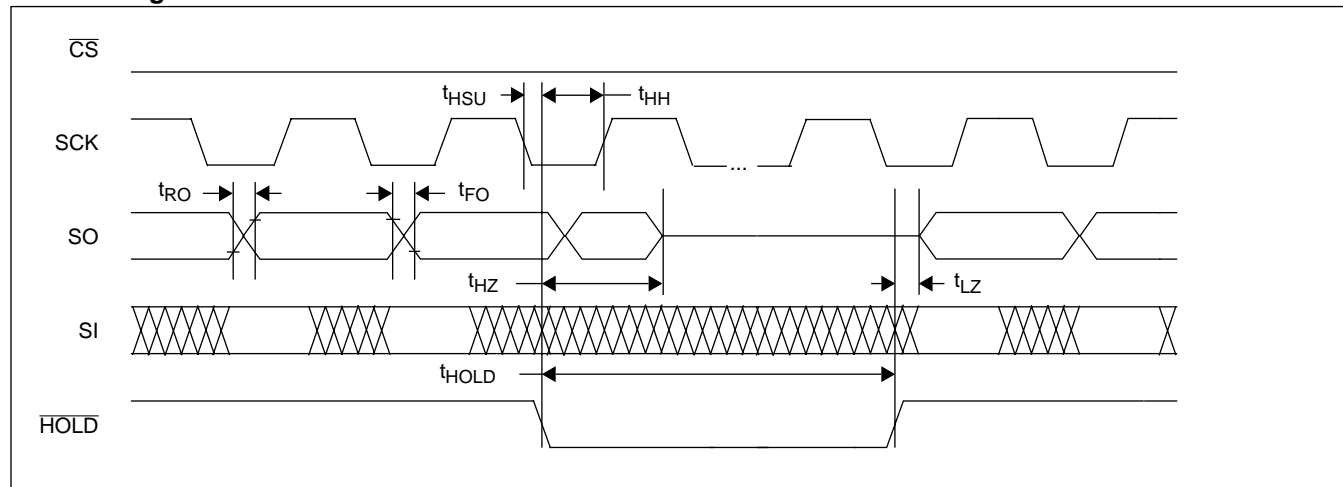 CS
tHSU
tHH
SCK
...
tRO
tFO
SO
tHZ
tLZ
SI
tHOLD
HOLD